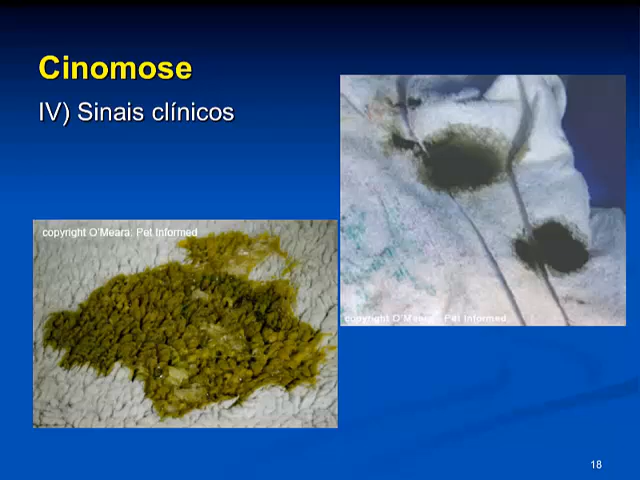 Cinomose
IV) Sinais clínicos
copyright O'Meara: Pet Informed
copyright O'Meara - Pet Informed
18